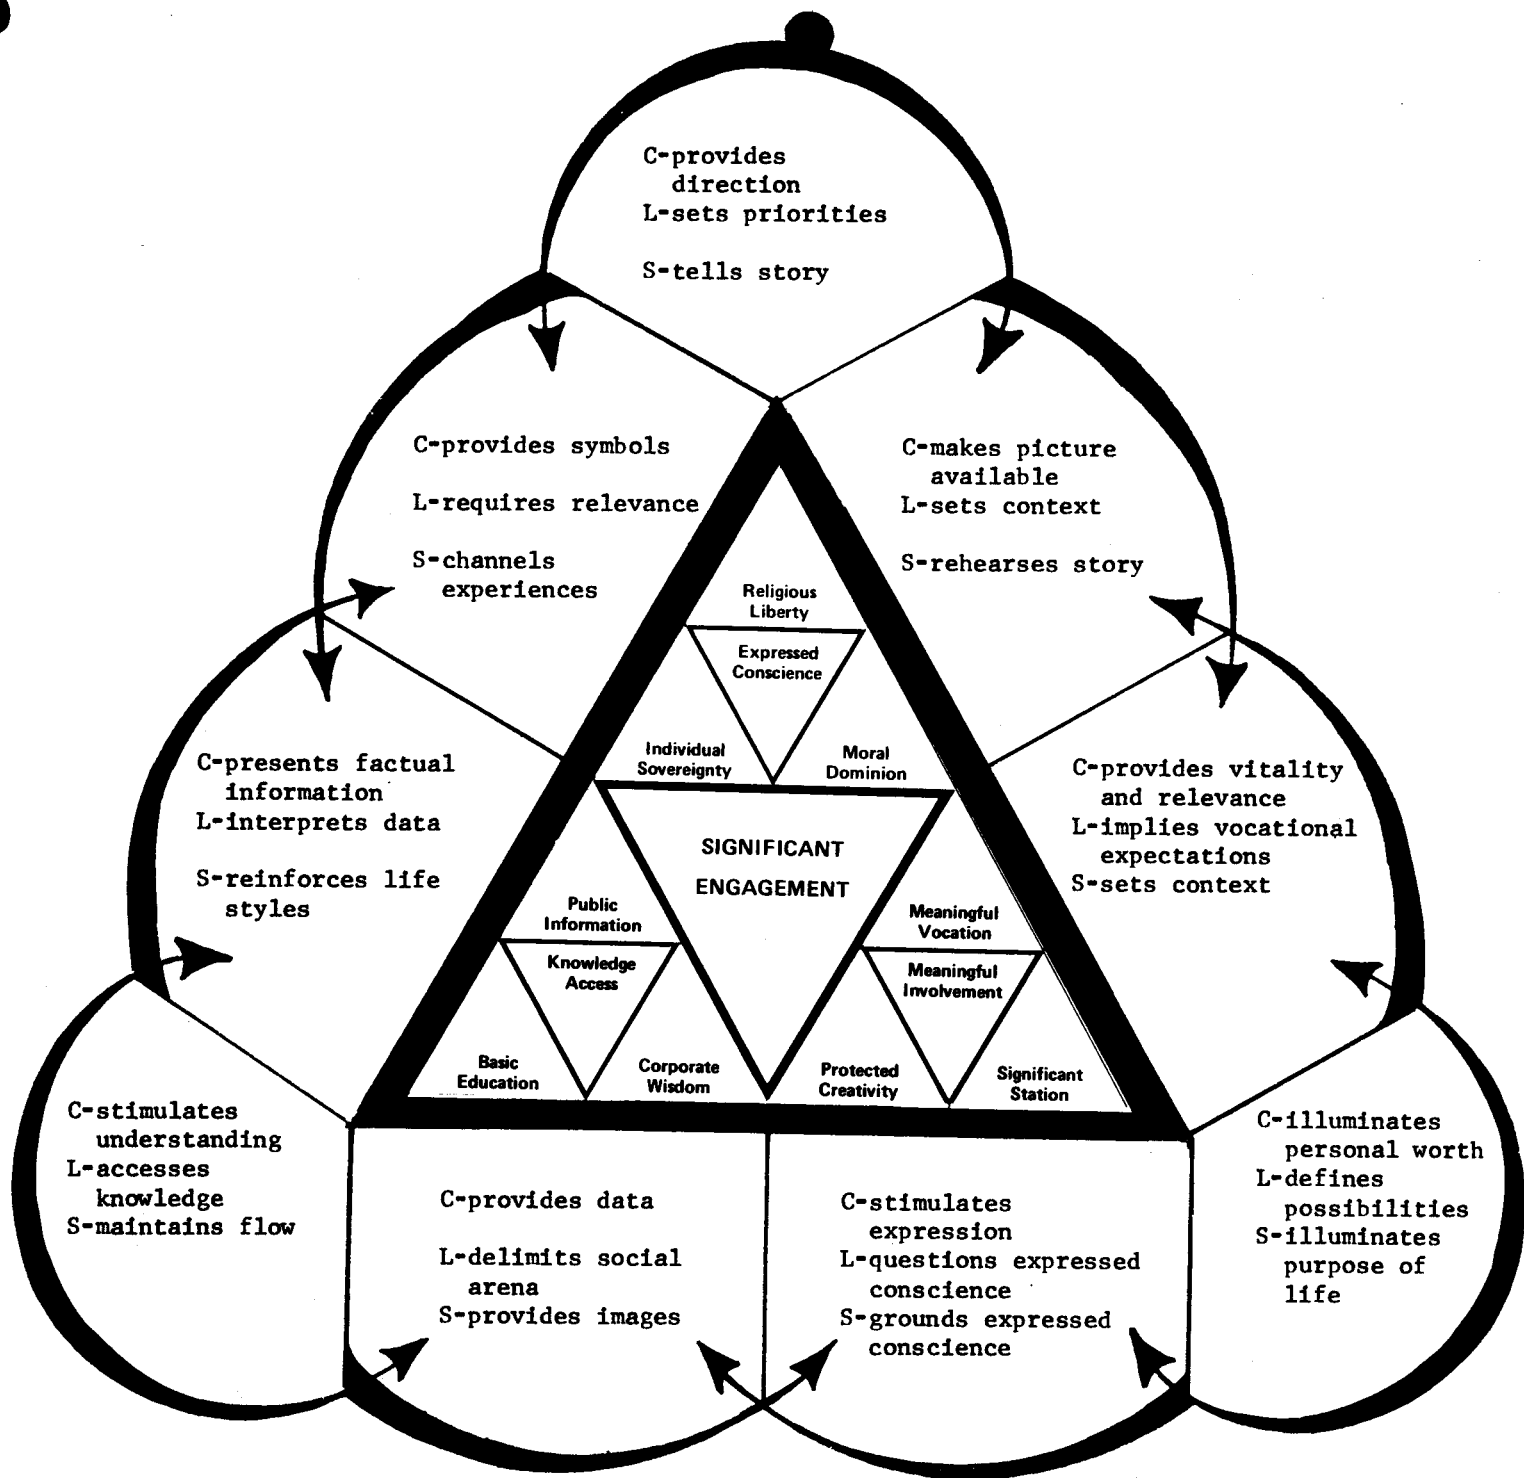 C-provides
direction
L-sets priorities
S-tells story
C-provides symbols
L-requires relevance
S-channels
experiences
C-makes picture
available
L-sets context
S-rehearses story
Religious
Liberty
Expressed
Conscience
Individual
Sovereignty
Moral
Dominion
C-presents factual
information
L-interprets data
S-reinforces life
styles
C-provides vitality
and relevance
L-implies vocational
expectations
S-sets context
SIGNIFICANT
ENGAGEMENT
Public
Information
Knowledge
Access
Basic
Education
Corporate
Wisdom
Meaningful
Vocation
Meaningful
Involvement
Protected
Creativity
Significant
Station
C-stimulates
understanding
L-accesses
knowledge
S-maintains flow
C-provides data
L-delimits social
arena
S-provides images
C-stimulates
expression
L-questions expressed
conscience
S-grounds expressed
conscience
C-illuminates
personal worth
L-defines
possibilities
S-illuminates
purpose of
life